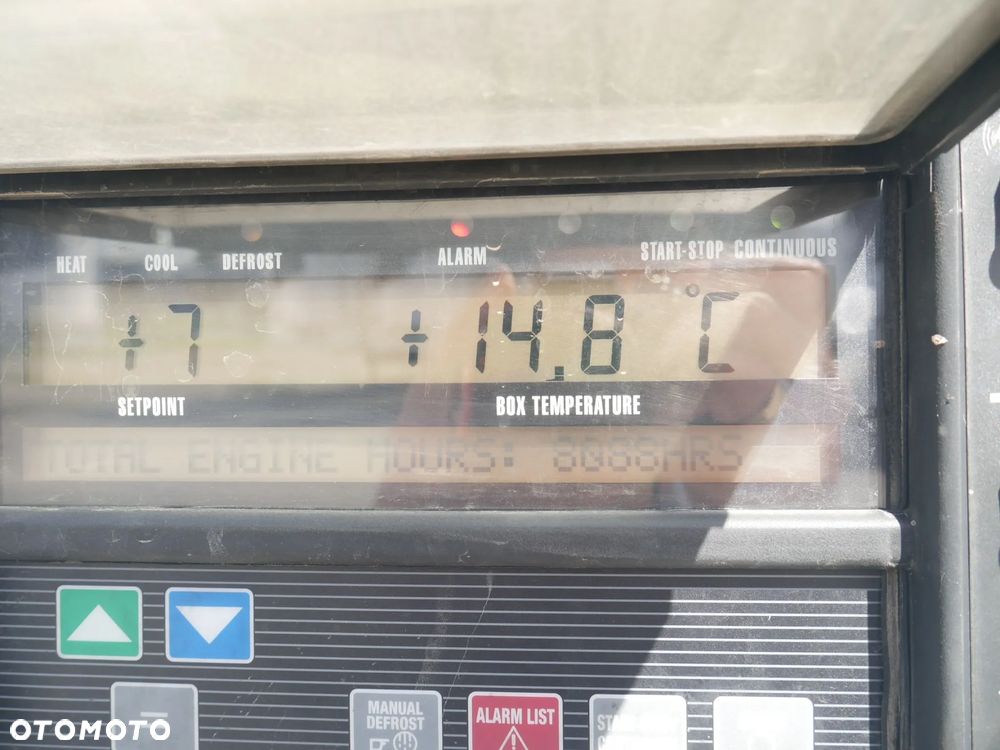 HEAT COOL DEFROST ALARM START-STOP CONTINUOUS
+7 +14.8 °C
SETPOINT BOX TEMPERATURE
TOTAL ENGINE HOURS: 8088HRS
MANUAL DEFROST
ALARM LIST
OTOMOTO